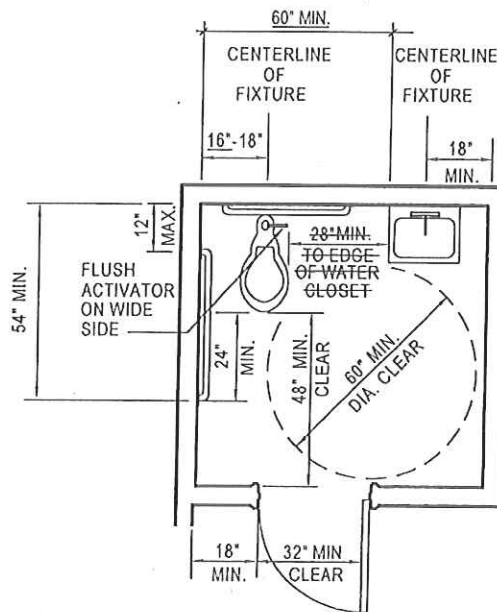 60" MIN.
CENTERLINE
OF
FIXTURE
CENTERLINE
OF
FIXTURE
16"-18"
18"
MIN.
12"
MAX.
54" MIN.
FLUSH
ACTIVATOR
ON WIDE
SIDE
28"MIN.
TO EDGE
OF WATER
CLOSET
24"
MIN.
48" MIN.
CLEAR
60" MIN.
DIA. CLEAR
18"
MIN.
32" MIN
CLEAR